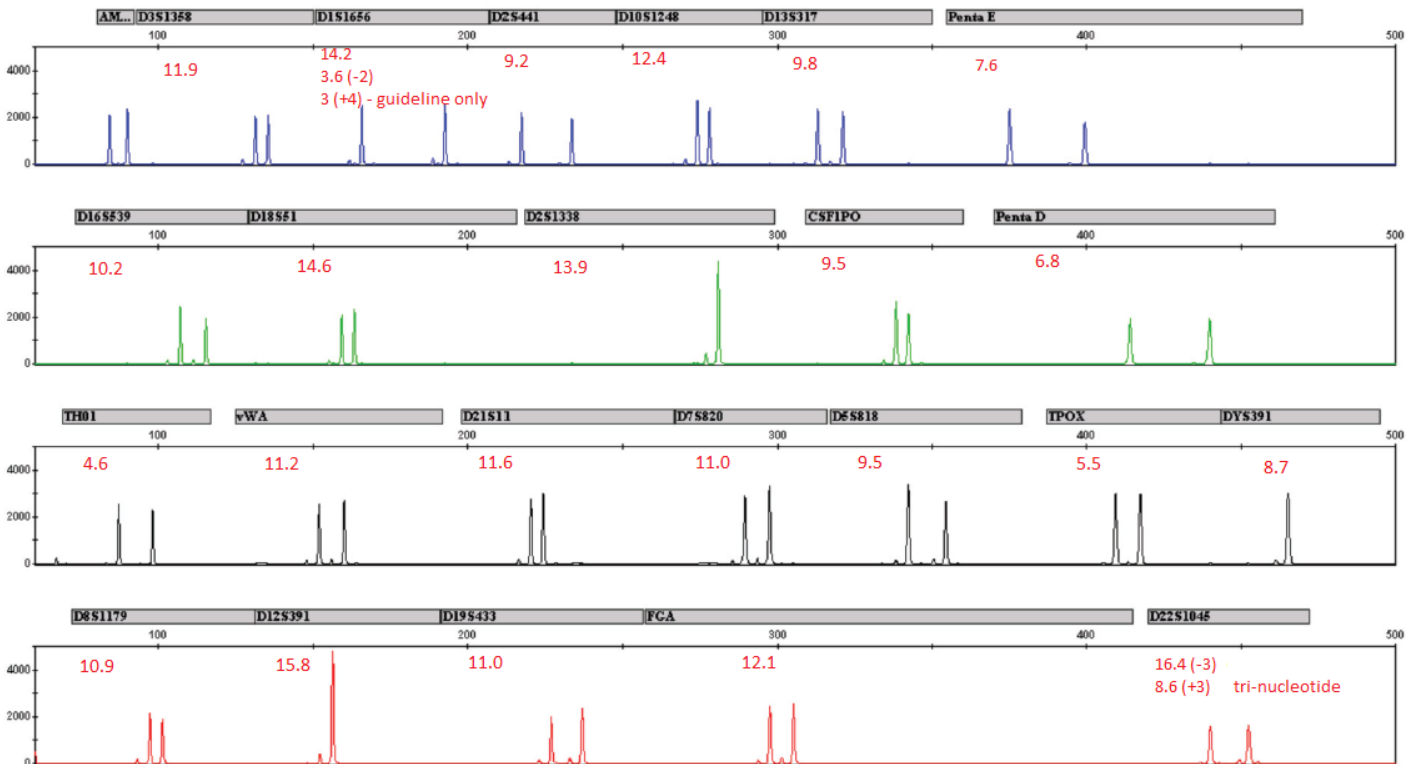 AM... D3S1358 D1S1656 D2S441 D10S1248 D13S317 Penta E
100 200 300 400 500
11.9 14.2 9.2 12.4 9.8 7.6
3.6 (-2)
3 (+4) - guideline only
4000
2000
0
D16S539 D18S51 D2S1338 CSF1PO Penta D
100 200 300 400 500
10.2 14.6 13.9 9.5 6.8
4000
2000
0
TH01 vWA D21S11 D7S820 D5S818 TPOX DYS391
100 200 300 400 500
4.6 11.2 11.6 11.0 9.5 5.5 8.7
4000
2000
0
D8S1179 D12S391 D19S433 FGA D22S1045
100 200 300 400 500
10.9 15.8 11.0 12.1 16.4 (-3)
8.6 (+3) tri-nucleotide
4000
2000
0